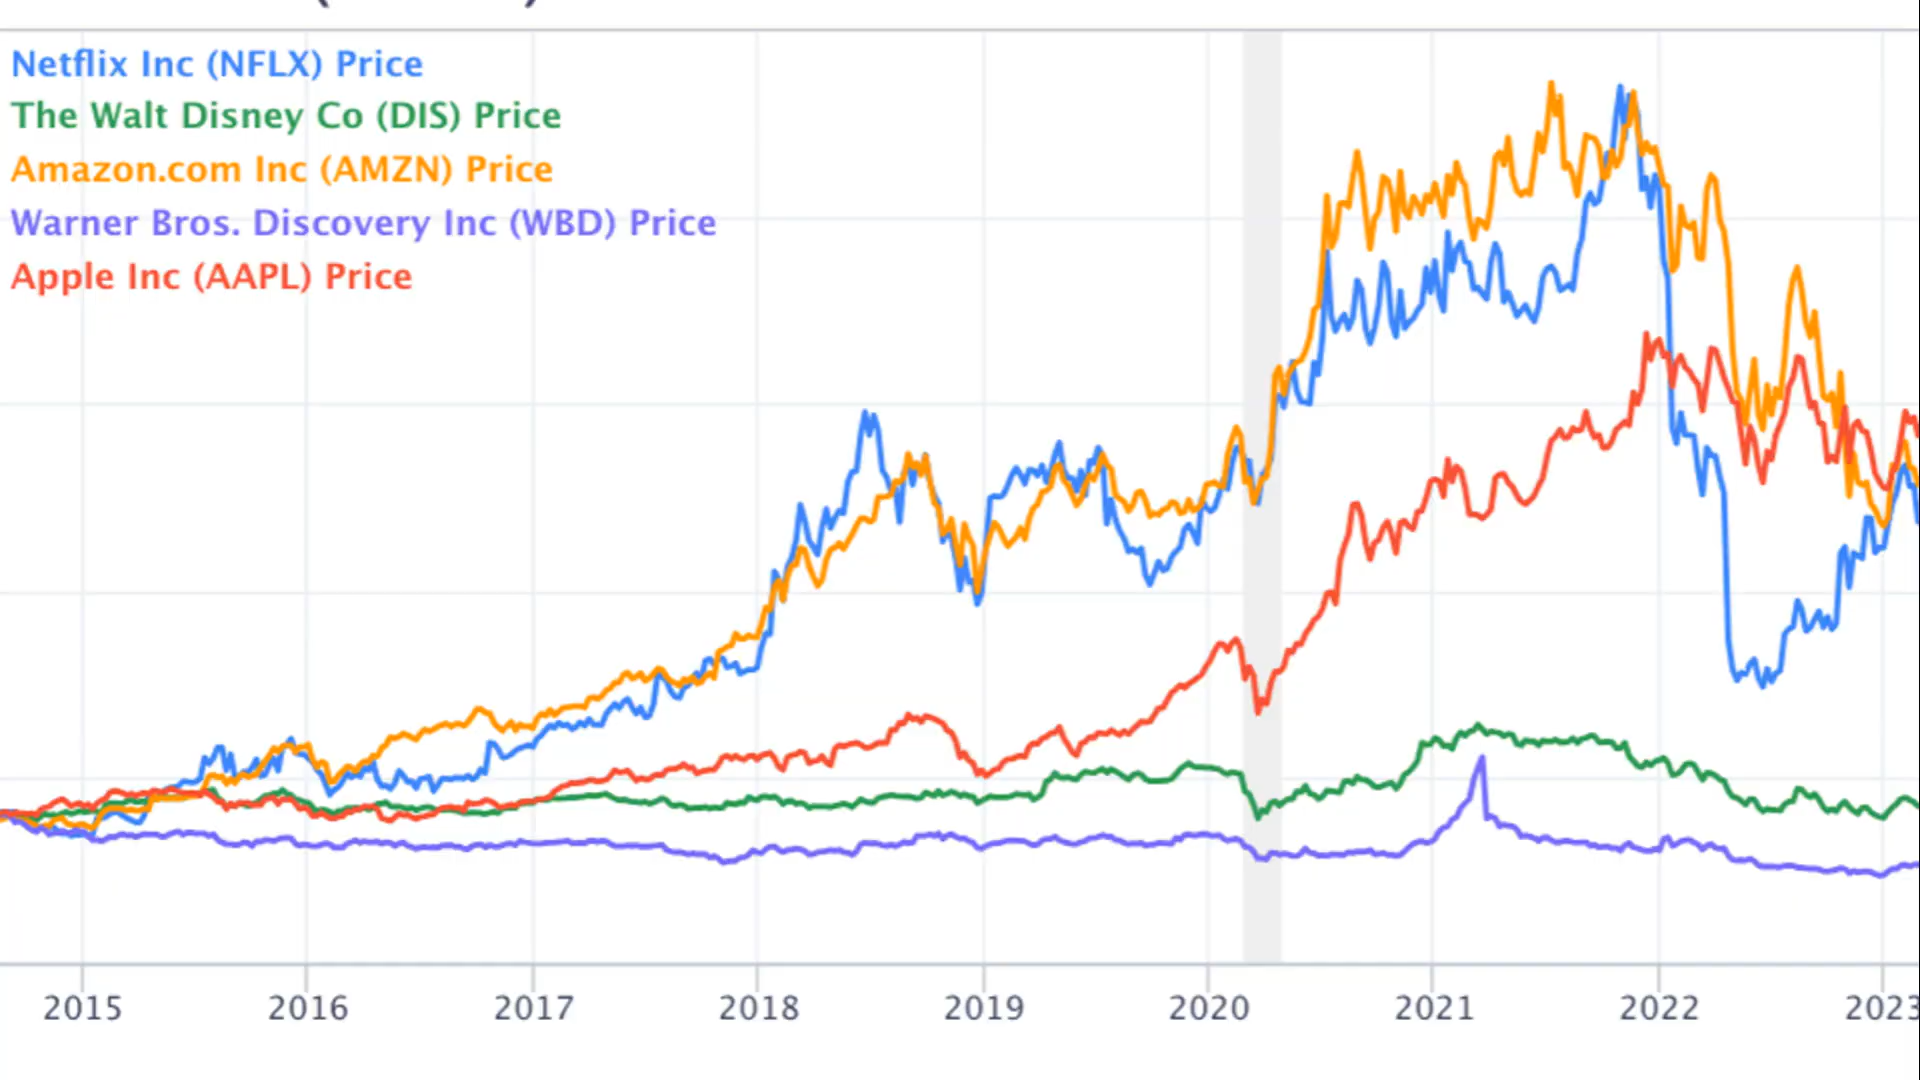 Netflix Inc (NFLX) Price
The Walt Disney Co (DIS) Price
Amazon.com Inc (AMZN) Price
Warner Bros. Discovery Inc (WBD) Price
Apple Inc (AAPL) Price
2015 2016 2017 2018 2019 2020 2021 2022 2023